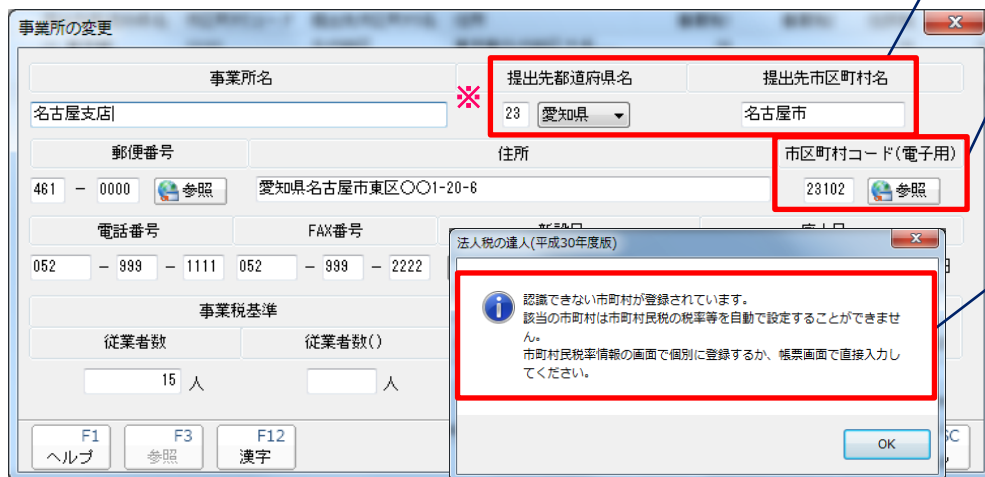 事業所の変更
事業所名
提出先都道府県名
提出先市区町村名
名古屋支店
※
23
愛知県
名古屋市
郵便番号
住所
市区町村コード(電子用)
461 - 0000
参照
愛知県名古屋市東区〇〇1-20-6
23102
参照
電話番号
FAX番号
052 - 999 - 1111
052 - 999 - 2222
法人税の達人(平成30年度版)
認識できない市町村が登録されています。
該当の市町村は市町村民税の税率等を自動で設定することができませ
ん。
市町村民税率情報の画面で個別に登録するか、帳票画面で直接入力し
てください。
OK
事業税基準
従業者数
従業者数()
15 人
人
F1
ヘルプ
F3
参照
F12
漢字